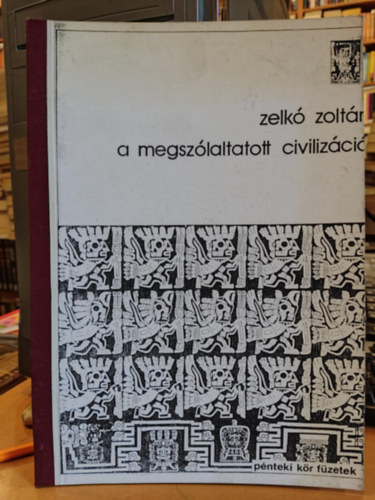 zelkó zoltán
a megszólaltatott civilizáció
pénteki kör füzetek